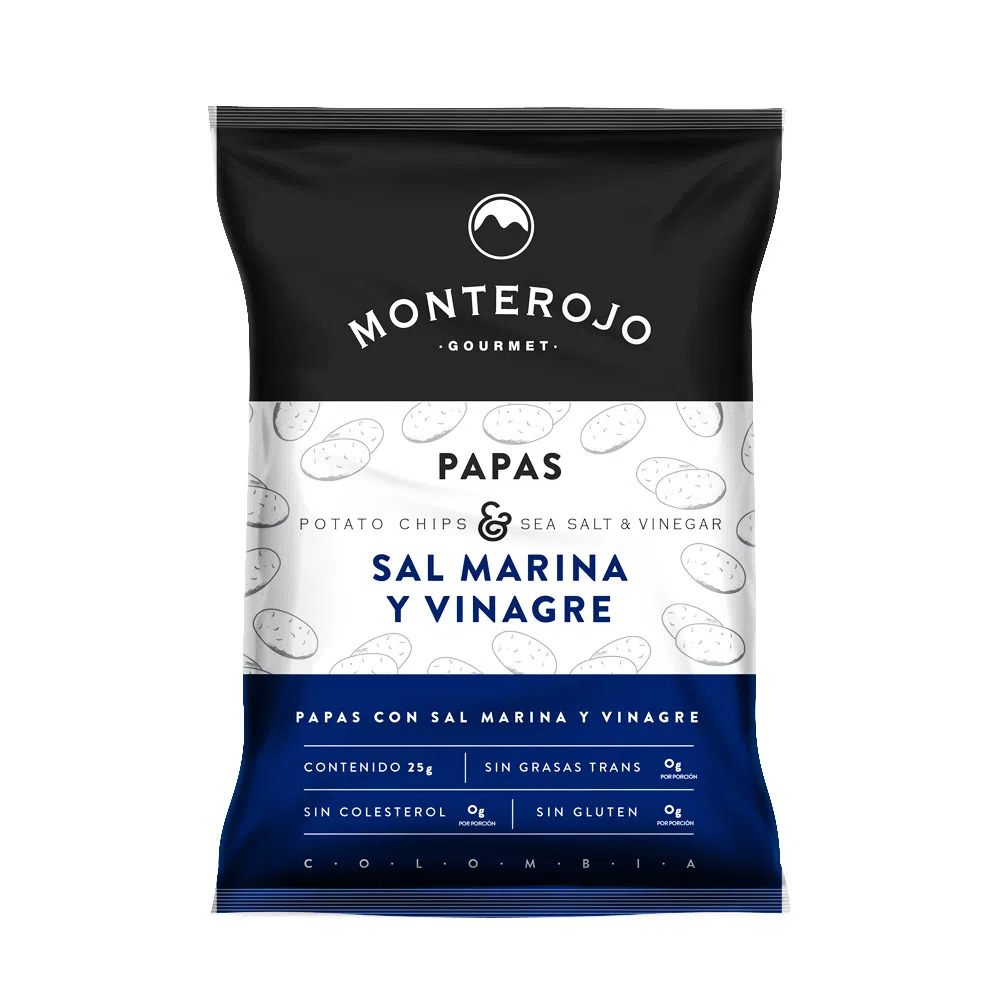 MONTEROJO
·GOURMET·
PAPAS
POTATO CHIPS & SEA SALT & VINEGAR
SAL MARINA
Y VINAGRE
PAPAS CON SAL MARINA Y VINAGRE
CONTENIDO 25g SIN GRASAS TRANS 0g POR PORCIÓN
SIN COLESTEROL 0g POR PORCIÓN SIN GLUTEN 0g POR PORCIÓN
C·O·L·O·M·B·I·A